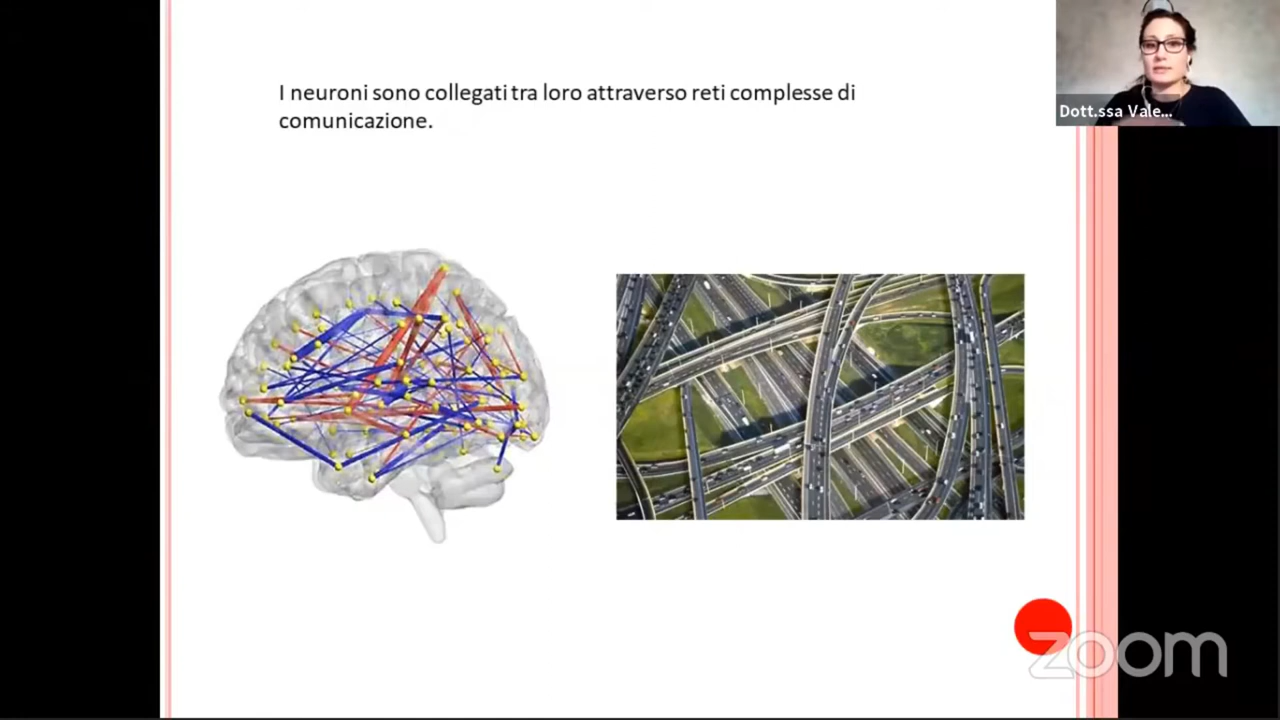 I neuroni sono collegati tra loro attraverso reti complesse di
comunicazione.
Dott.ssa Vale...
zoom